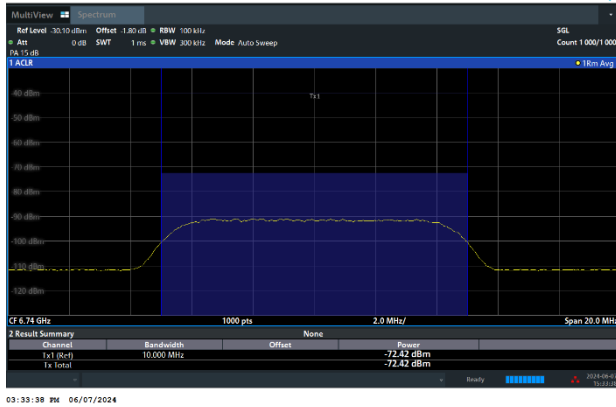 MultiView Spectrum
Ref Level -30.10 dBm Offset -1.80 dB RBW 100 kHz SGL
Att 0 dB SWT 1 ms VBW 300 kHz Mode Auto Sweep Count 1000/1000
PA 15 dB
1 ACLR 1Rm Avg
-40 dBm
Tx1
-50 dBm
-60 dBm
-70 dBm
-80 dBm
-90 dBm
-100 dBm
-110 dBm
-120 dBm
CF 6.74 GHz 1000 pts 2.0 MHz/ Span 20.0 MHz
2 Result Summary None
Channel Bandwidth Offset Power
Tx1 (Ref) 10.000 MHz -72.42 dBm
Tx Total -72.42 dBm
Ready 2024-06-07
03:33:38 PM 06/07/2024